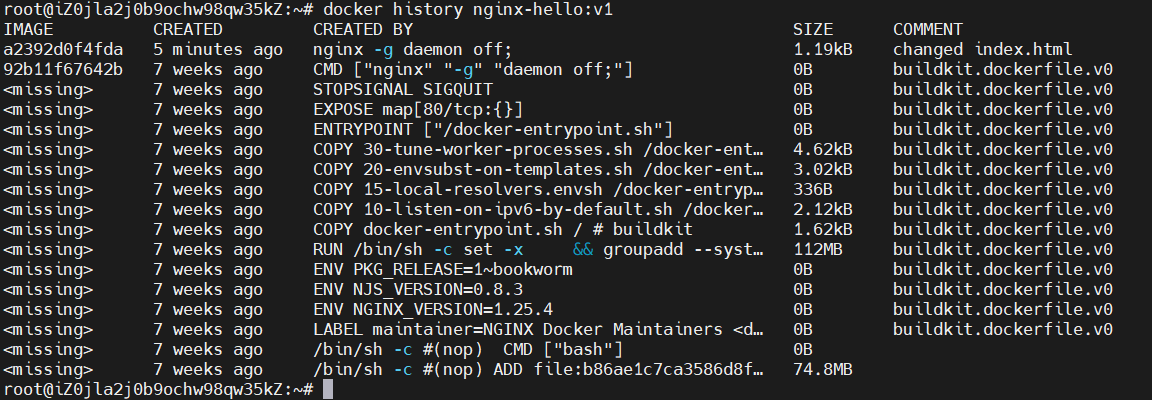 root@iZ0jla2j0b9ochw98qw35kZ:~# docker history nginx-hello:v1
IMAGE CREATED CREATED BY SIZE COMMENT
a2392d0f4fda 5 minutes ago nginx -g daemon off; 1.19kB changed index.html
92b11f67642b 7 weeks ago CMD ["nginx" "-g" "daemon off;"] 0B buildkit.dockerfile.v0
<missing> 7 weeks ago STOPSIGNAL SIGQUIT 0B buildkit.dockerfile.v0
<missing> 7 weeks ago EXPOSE map[80/tcp:{}] 0B buildkit.dockerfile.v0
<missing> 7 weeks ago ENTRYPOINT ["/docker-entrypoint.sh"] 0B buildkit.dockerfile.v0
<missing> 7 weeks ago COPY 30-tune-worker-processes.sh /docker-ent… 4.62kB buildkit.dockerfile.v0
<missing> 7 weeks ago COPY 20-envsubst-on-templates.sh /docker-ent… 3.02kB buildkit.dockerfile.v0
<missing> 7 weeks ago COPY 15-local-resolvers.envsh /docker-entryp… 336B buildkit.dockerfile.v0
<missing> 7 weeks ago COPY 10-listen-on-ipv6-by-default.sh /docker… 2.12kB buildkit.dockerfile.v0
<missing> 7 weeks ago COPY docker-entrypoint.sh / # buildkit 1.62kB buildkit.dockerfile.v0
<missing> 7 weeks ago RUN /bin/sh -c set -x && groupadd --syst… 112MB buildkit.dockerfile.v0
<missing> 7 weeks ago ENV PKG_RELEASE=1~bookworm 0B buildkit.dockerfile.v0
<missing> 7 weeks ago ENV NJS_VERSION=0.8.3 0B buildkit.dockerfile.v0
<missing> 7 weeks ago ENV NGINX_VERSION=1.25.4 0B buildkit.dockerfile.v0
<missing> 7 weeks ago LABEL maintainer=NGINX Docker Maintainers <d… 0B buildkit.dockerfile.v0
<missing> 7 weeks ago /bin/sh -c #(nop) CMD ["bash"] 0B
<missing> 7 weeks ago /bin/sh -c #(nop) ADD file:b86ae1c7ca3586d8f… 74.8MB
root@iZ0jla2j0b9ochw98qw35kZ:~#